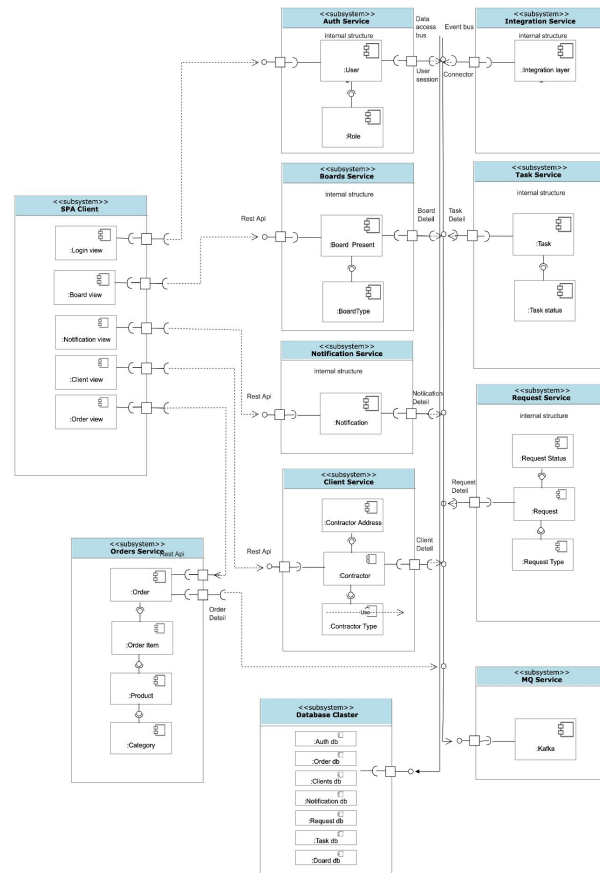 <<subsystem>>
Auth Service
internal structure
:User
:Role
Data
access
bus
Event bus
User
session
Connector
<<subsystem>>
Integration Service
internal structure
:Integration layer
<<subsystem>>
SPA Client
:Login view
:Board view
:Notification view
:Client view
:Order view
Rest Api
<<subsystem>>
Boards Service
internal structure
:Board Present
:BoardType
Board
Deteil
Task
Deteil
<<subsystem>>
Task Service
internal structure
:Task
:Task status
Rest Api
<<subsystem>>
Notification Service
internal structure
:Notification
Notiication
Deteil
<<subsystem>>
Request Service
internal structure
:Request Status
:Request
:Request Type
Request
Deteil
Rest Api
<<subsystem>>
Client Service
:Contractor Address
:Contractor
Use
:Contractor Type
Client
Deteil
<<subsystem>>
Orders Service
Rest Api
:Order
:Order Item
:Product
:Category
Order
Deteil
<<subsystem>>
Database Claster
:Auth db
:Order db
:Clients db
:Notification db
:Request db
:Task db
:Doard db
<<subsystem>>
MQ Service
:Kafka